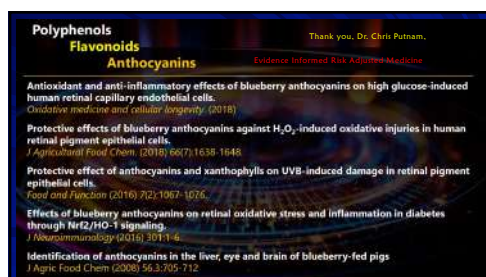 Polyphenols
Thank you, Dr. Chris Putnam,
Flavonoids
Anthocyanins
Evidence Informed Risk Adjusted Medicine
Antioxidant and anti-inflammatory effects of blueberry anthocyanins on high glucose-induced
human retinal capillary endothelial cells.
Oxidative medicine and cellular longevity. (2018)
Protective effects of blueberry anthocyanins against H₂O₂-induced oxidative injuries in human
retinal pigment epithelial cells.
J Agricultural Food Chem. (2018) 66(7):1638-1648
Protective effect of anthocyanins and xanthophylls on UVB-induced damage in retinal pigment
epithelial cells.
Food and Function (2016) 7(2):1067-1076.
Effects of blueberry anthocyanins on retinal oxidative stress and inflammation in diabetes
through Nrf2/HO-1 signaling.
J Neuroimmunology (2016) 301:1-6
Identification of anthocyanins in the liver, eye and brain of blueberry-fed pigs
J Agric Food Chem (2008) 56.3:705-712